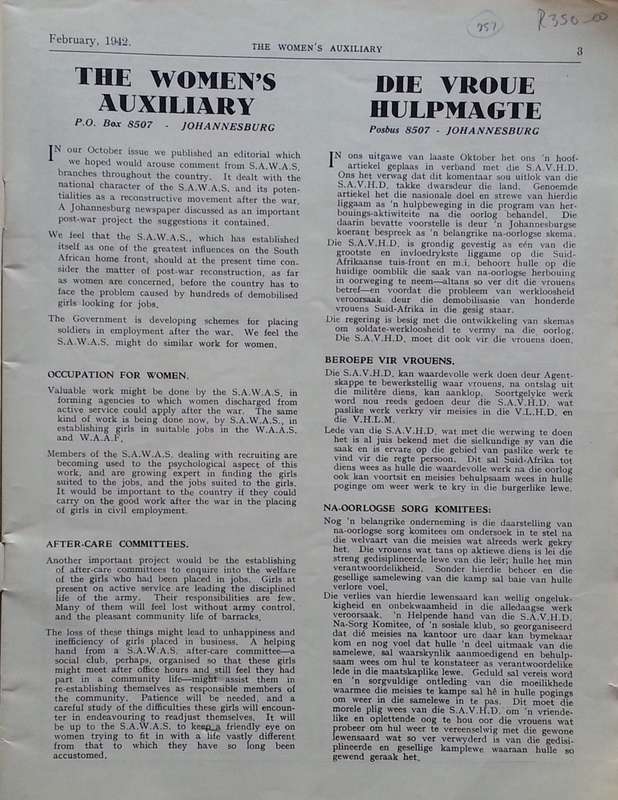 257
R350-00
February, 1942.
THE WOMEN'S AUXILIARY
3
THE WOMEN'S
AUXILIARY
P.O. Box 8507 - JOHANNESBURG
IN our October issue we published an editorial which
we hoped would arouse comment from S.A.W.A.S.
branches throughout the country. It dealt with the
national character of the S.A.W.A.S. and its poten-
tialities as a reconstructive movement after the war.
A Johannesburg newspaper discussed as an important
post-war project the suggestions it contained.
We feel that the S.A.W.A.S., which has established
itself as one of the greatest influences on the South
African home front, should at the present time con-
sider the matter of post-war reconstruction, as far
as women are concerned, before the country has to
face the problem caused by hundreds of demobilised
girls looking for jobs.
The Government is developing schemes for placing
soldiers in employment after the war. We feel the
S.A.W.A.S. might do similar work for women.
OCCUPATION FOR WOMEN.
Valuable work might be done by the S.A.W.A.S. in
forming agencies to which women discharged from
active service could apply after the war. The same
kind of work is being done now, by S.A.W.A.S., in
establishing girls in suitable jobs in the W.A.A.S.
and W.A.A.F.
Members of the S.A.W.A.S. dealing with recruiting are
becoming used to the psychological aspect of this
work, and are growing expert in finding the girls
suited to the jobs, and the jobs suited to the girls.
It would be important to the country if they could
carry on the good work after the war in the placing
of girls in civil employment.
AFTER-CARE COMMITTEES.
Another important project would be the establishing
of after-care committees to enquire into the welfare
of the girls who had been placed in jobs. Girls at
present on active service are leading the disciplined
life of the army. Their responsibilities are few.
Many of them will feel lost without army control,
and the pleasant community life of barracks.
The loss of these things might lead to unhappiness and
inefficiency of girls placed in business. A helping
hand from a S.A.W.A.S. after-care committee—a
social club, perhaps, organised so that these girls
might meet after office hours and still feel they had
part in a community life—might assist them in
re-establishing themselves as responsible members of
the community. Patience will be needed, and a
careful study of the difficulties these girls will encoun-
ter in endeavouring to readjust themselves. It will
be up to the S.A.W.A.S. to keep a friendly eye on
women trying to fit in with a life vastly different
from that to which they have so long been
accustomed.
DIE VROUE
HULPMAGTE
Posbus 8507 - JOHANNESBURG
IN ons uitgawe van laaste Oktober het ons 'n hoof-
artiekel geplaas in verband met die S.A.V.H.D.
Ons het verwag dat dit komentaar sou uitlok van die
S.A.V.H.D. takke dwarsdeur die land. Genoemde
artiekel het die nasionale doel en strewe van hierdie
liggaam as 'n hulpbeweging in die program van her-
bouings-aktiwiteite na die oorlog behandel. Die
daarin bevatte voorstelle is deur 'n Johannesburgse
koerant bespreek as 'n belangrike na-oorlogse skema.
Die S.A.V.H.D. is grondig gevestig as eén van die
grootste en invloedrykste liggame op die Suid-
Afrikaanse tuis-front en m.i. behoort hulle op die
huidige oomblik die saak van na-oorlogse herbouing
in oorweging te neem—altans so ver dit die vrouens
betref—en voordat die probleem van werkloosheid
veroorsaak deur die demobilisasie van honderde
vrouens Suid-Afrika in die gesig staar.
Die regering is besig met die ontwikkeling van skemas
om soldate-werkloosheid te vermy na die oorlog.
Die S.A.V.H.D. moet dit ook vir die vrouens doen.
BEROEPE VIR VROUENS.
Die S.A.V.H.D. kan waardevolle werk doen deur Agent-
skappe te bewerkstellig waar vrouens, na ontslag uit
die militêre diens, kan aanklop. Soortgelyke werk
word nou reeds gedoen deur die S.A.V.H.D. wat
paslike werk verkry vir meisies in die V.L.H.D. en
die V.H.L.M.
Lede van die S.A.V.H.D. wat met die werwing te doen
het is al juis bekend met die sielkundige sy van die
saak en is ervare op die gebied van paslike werk te
vind vir die regte persoon. Dit sal Suid-Afrika tot
diens wees as hulle die waardevolle werk na die oorlog
ook kan voortsit en meisies behulpsaam wees in hulle
poginge om weer werk te kry in die burgerlike lewe.
NA-OORLOGSE SORG KOMITEES:
Nog 'n belangrike onderneming is die daarstelling van
na-oorlogse sorg komitees om ondersoek in te stel na
die welvaart van die meisies wat alreeds werk gekry
het. Die vrouens wat tans op aktiewe diens is lei die
streng gedisiplineerde lewe van die leër; hulle het min
verantwoordelikheid. Sonder hierdie beheer en die
gesellige samelewing van die kamp sal baie van hulle
verlore voel.
Die verlies van hierdie lewensaard kan wellig ongeluk-
kigheid en onbekwaamheid in die alledaagse werk
veroorsaak. 'n Helpende hand van die S.A.V.H.D.
Na-Sorg Komitee, of 'n sosiale klub, so georganiseerd
dat dié meisies na kantoor ure daar kan bymekaar
kom en nog voel dat hulle 'n deel uitmaak van die
samelewe, sal waarskynlik aanmoedigend en behulp-
saam wees om hul te konstateer as verantwoordelike
lede in die maatskaplike lewe. Geduld sal vereis word
en 'n sorgvuldige ontleding van die moeilikhede
waarmee die meisies te kampe sal hê in hulle pogings
om weer in die samelewe in te pas. Dit moet die
morele plig wees van die S.A.V.H.D. om 'n vriende-
like en oplettende oog te hou oor die vrouens wat
probeer om hul weer te vereenselwig met die gewone
lewensaard wat so ver verwyderd is van die gedisi-
plineerde en gesellige kamplewe waaraan hulle so
gewend geraak het.